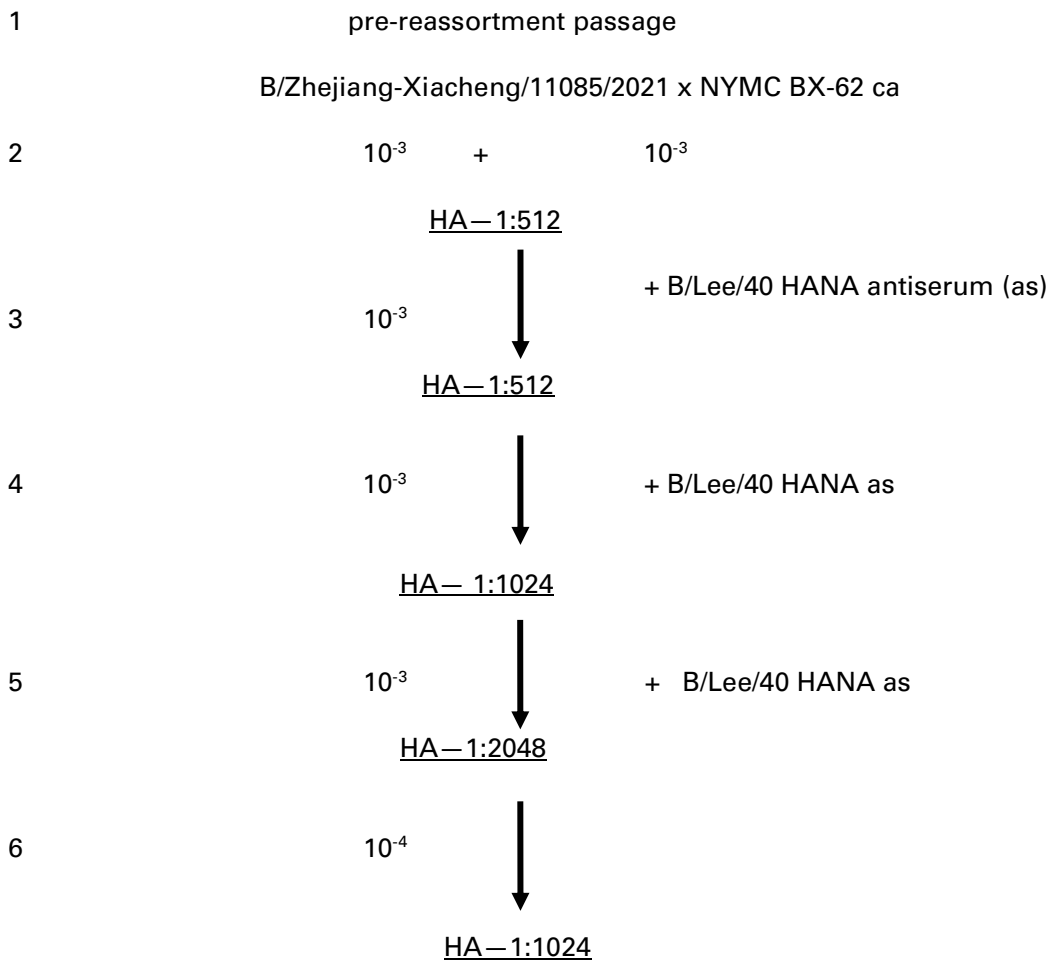 1 pre-reassortment passage
B/Zhejiang-Xiacheng/11085/2021 x NYMC BX-62 ca
2 10⁻³ + 10⁻³
HA—1:512
+ B/Lee/40 HANA antiserum (as)
3 10⁻³
HA—1:512
4 10⁻³ + B/Lee/40 HANA as
HA— 1:1024
5 10⁻³ + B/Lee/40 HANA as
HA—1:2048
6 10⁻⁴
HA—1:1024